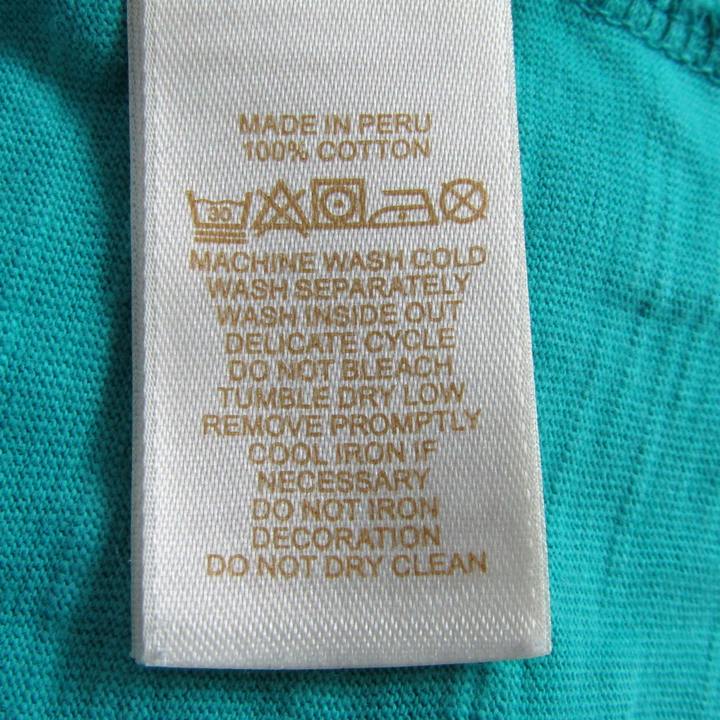 MADE IN PERU
100% COTTON
30
MACHINE WASH COLD
WASH SEPARATELY
WASH INSIDE OUT
DELICATE CYCLE
DO NOT BLEACH
TUMBLE DRY LOW
REMOVE PROMPTLY
COOL IRON IF
NECESSARY
DO NOT IRON
DECORATION
DO NOT DRY CLEAN